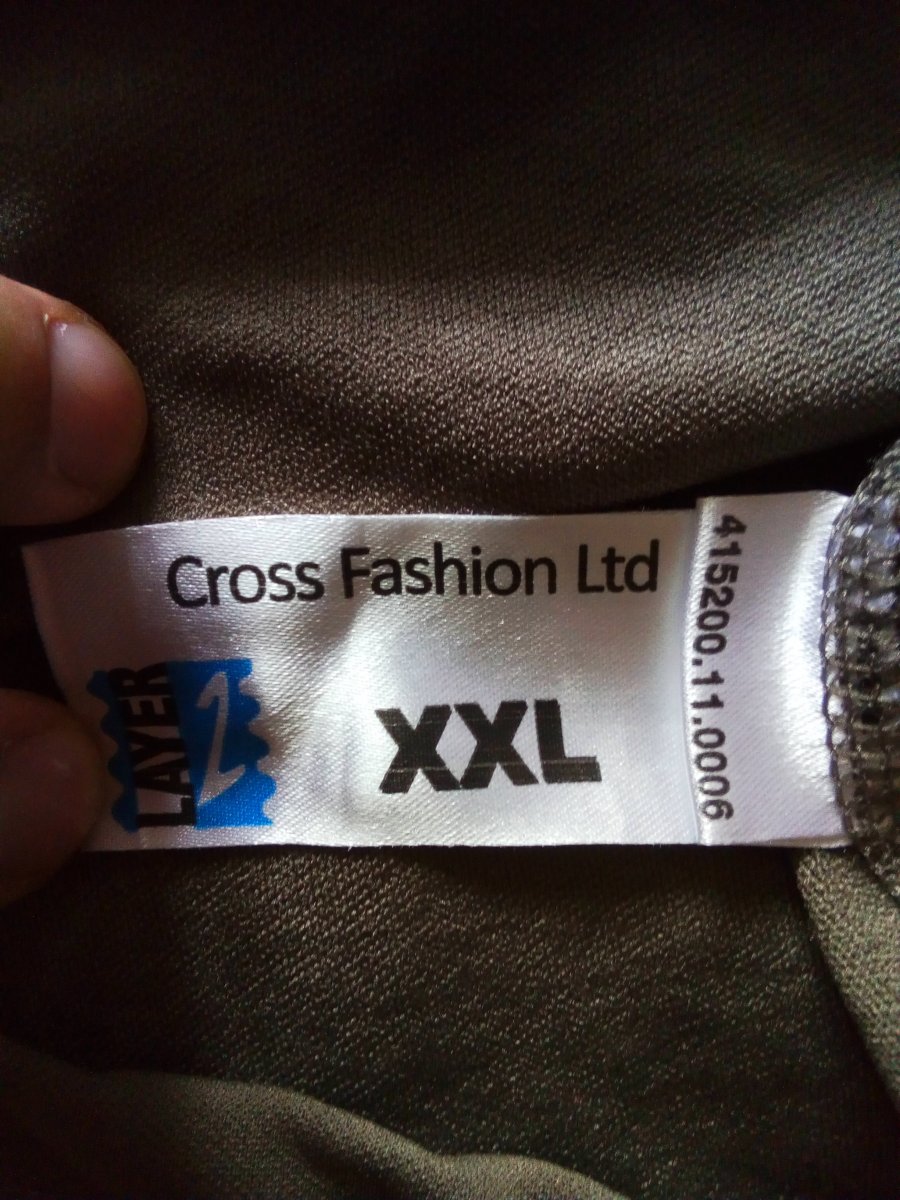 Cross Fashion Ltd
LAYER
2
XXL
415200.11.0006